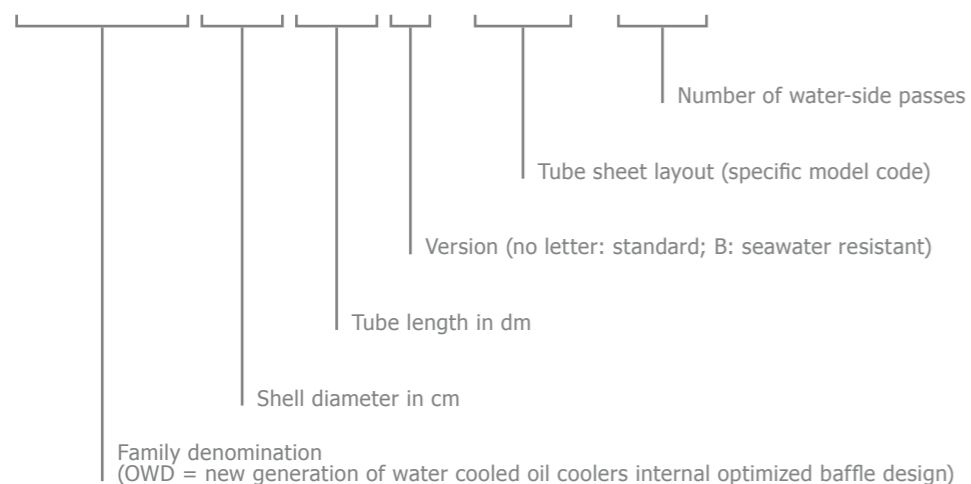 Number of water-side passes
Tube sheet layout (specific model code)
Version (no letter: standard; B: seawater resistant)
Tube length in dm
Shell diameter in cm
Family denomination
(OWD = new generation of water cooled oil coolers internal optimized baffle design)